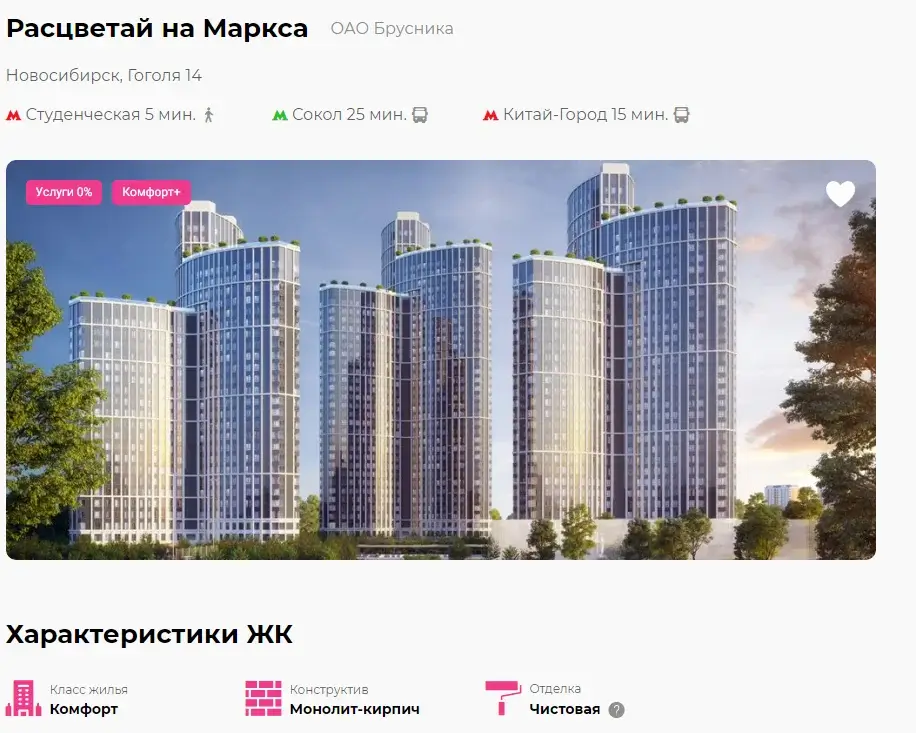 Расцветай на Маркса ОАО Брусника
Новосибирск, Гоголя 14
Студенческая 5 мин. Сокол 25 мин. Китай-Город 15 мин.
Услуги 0% Комфорт+
Характеристики ЖК
Класс жилья Конструктив Отделка
Комфорт Монолит-кирпич Чистовая ?